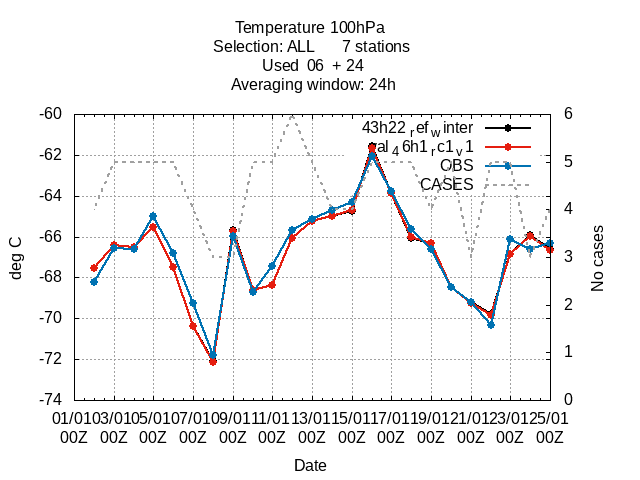 Temperature 100hPa
Selection: ALL 7 stations
Used 06 + 24
Averaging window: 24h
-60
-62
-64
-66
-68
-70
-72
-74
deg C
6
5
4
3
2
1
0
No cases
43h22_ref_winter
val_46h1_rc1_v1
OBS
CASES
01/01 03/01 05/01 07/01 09/01 11/01 13/01 15/01 17/01 19/01 21/01 23/01 25/01
00Z 00Z 00Z 00Z 00Z 00Z 00Z 00Z 00Z 00Z 00Z 00Z 00Z
Date